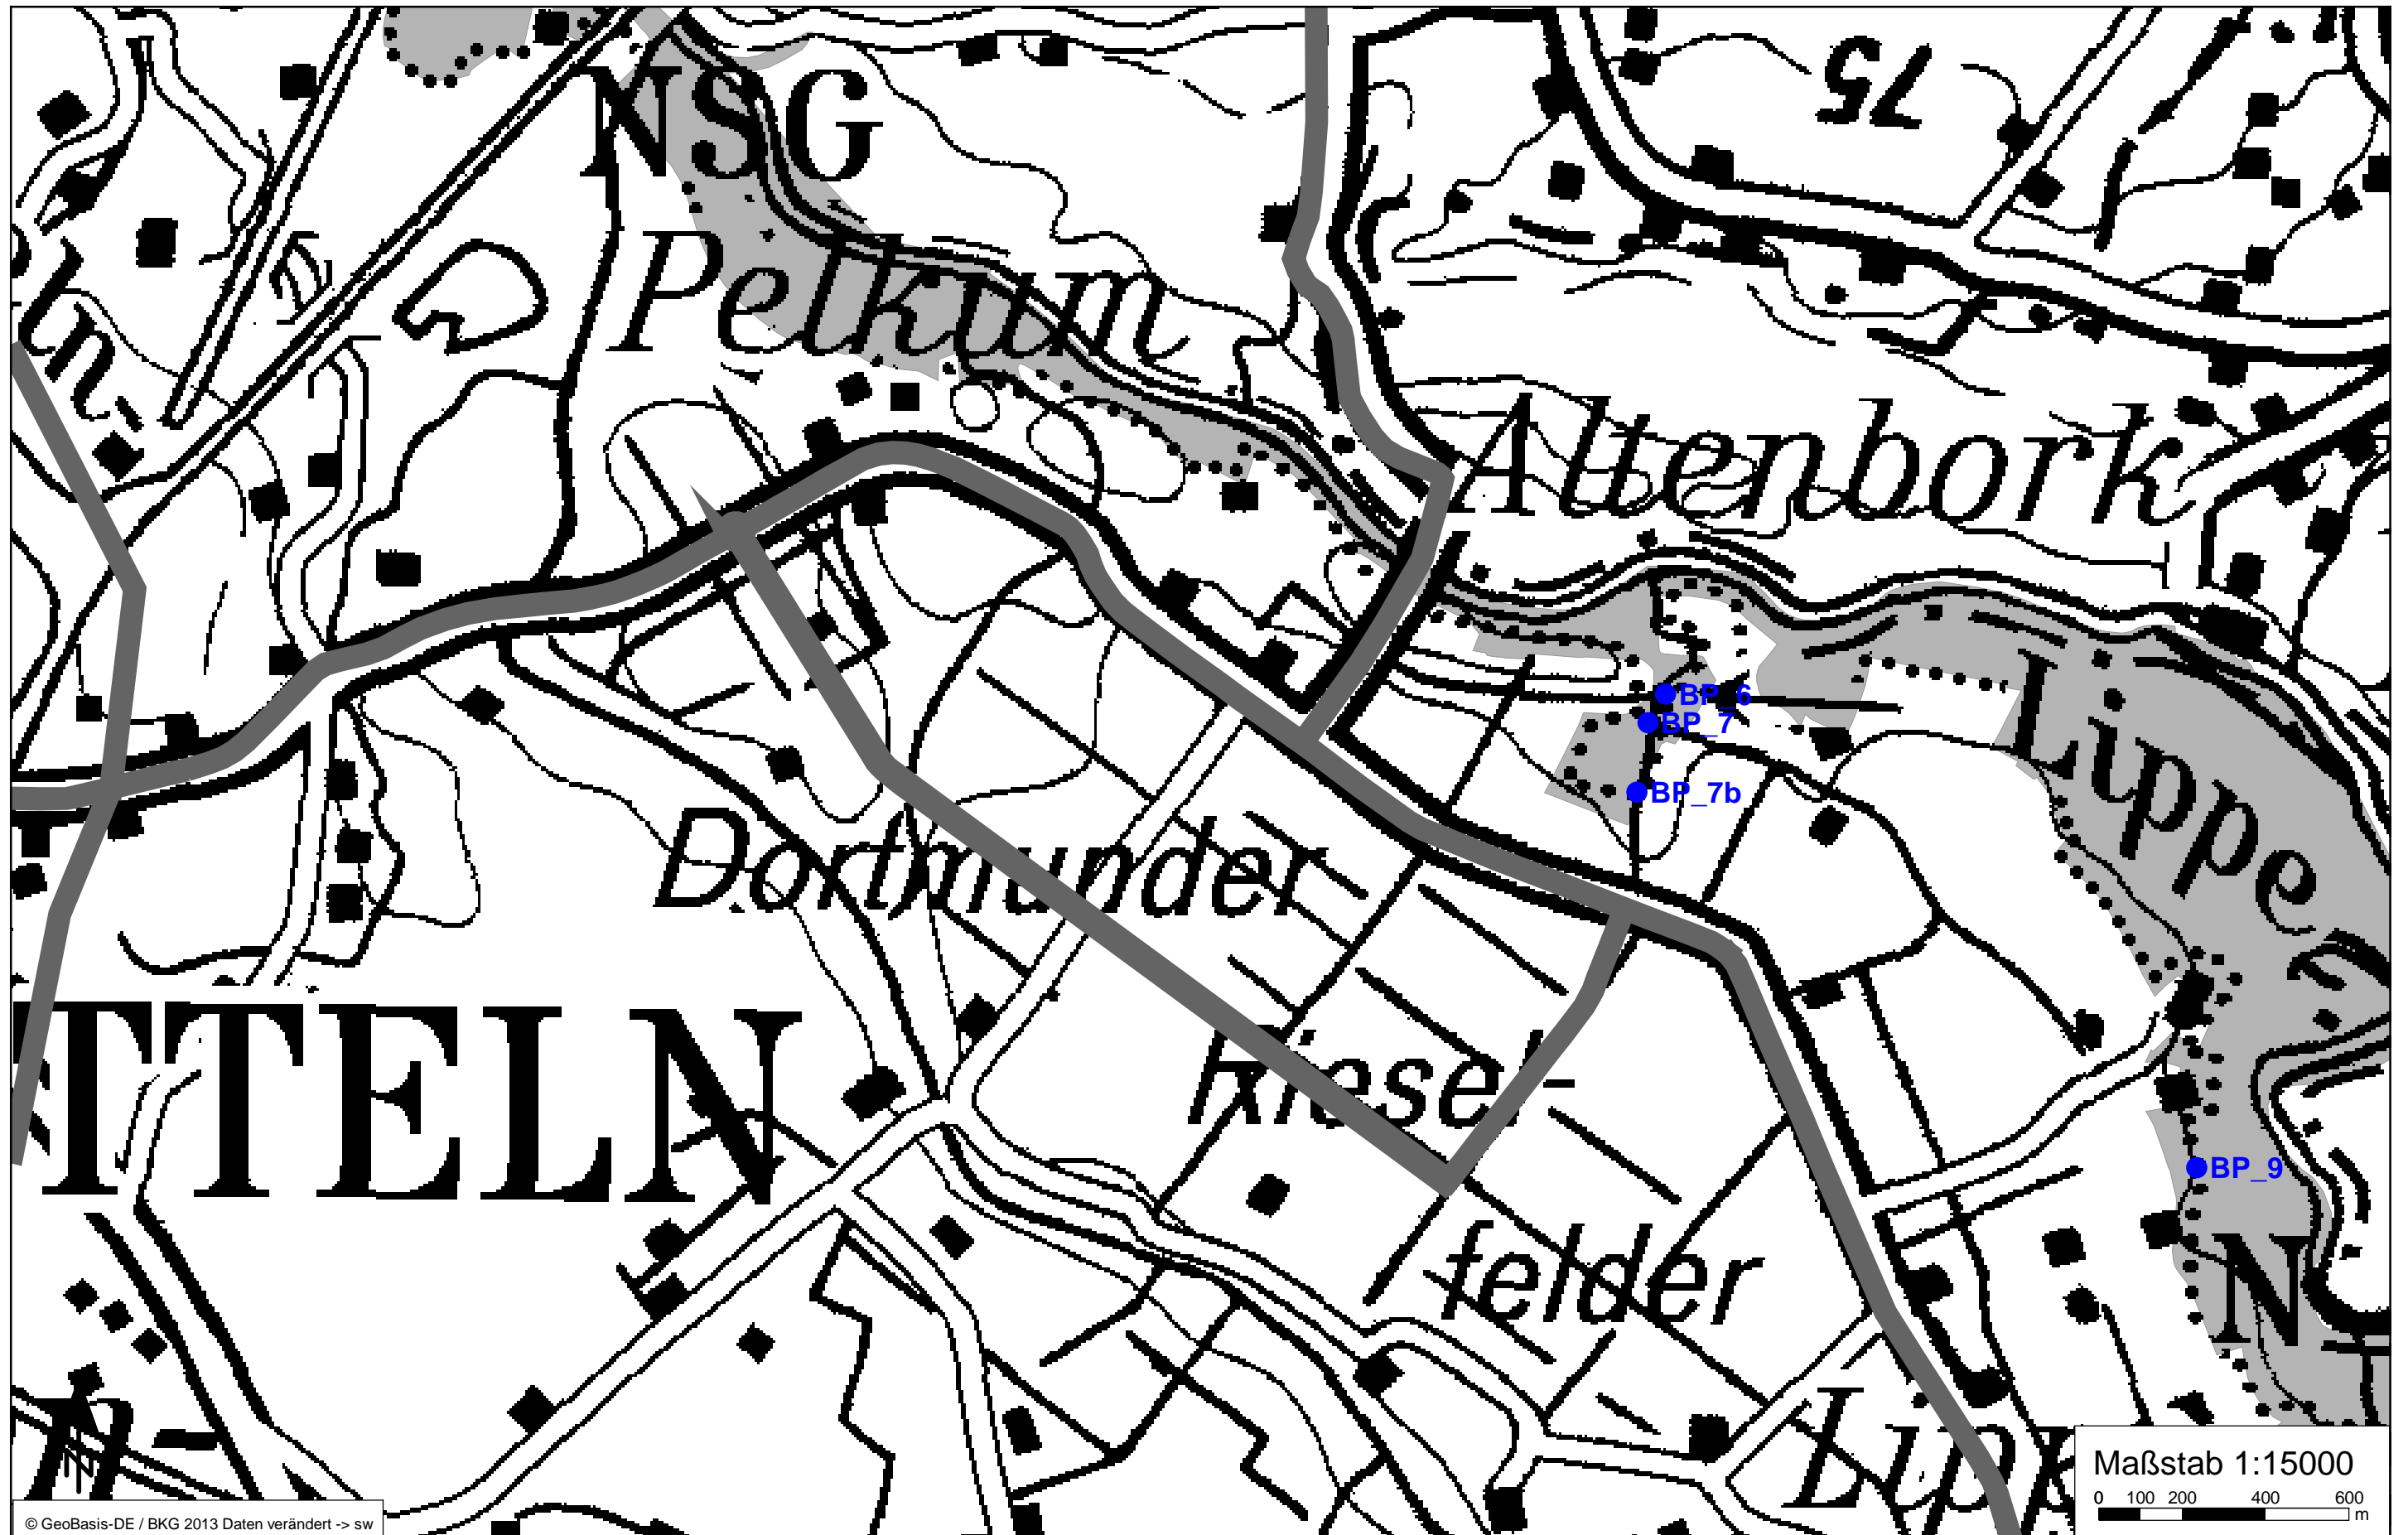 NSG
75
Pelkum
Altenbork
BP_6
BP_7
Lippe
BP_7b
Dortmunder
TTELN
Riesel-
BP_9
felder
N
Lipp
Maßstab 1:15000
0 100 200 400 600
m
© GeoBasis-DE / BKG 2013 Daten verändert -> sw